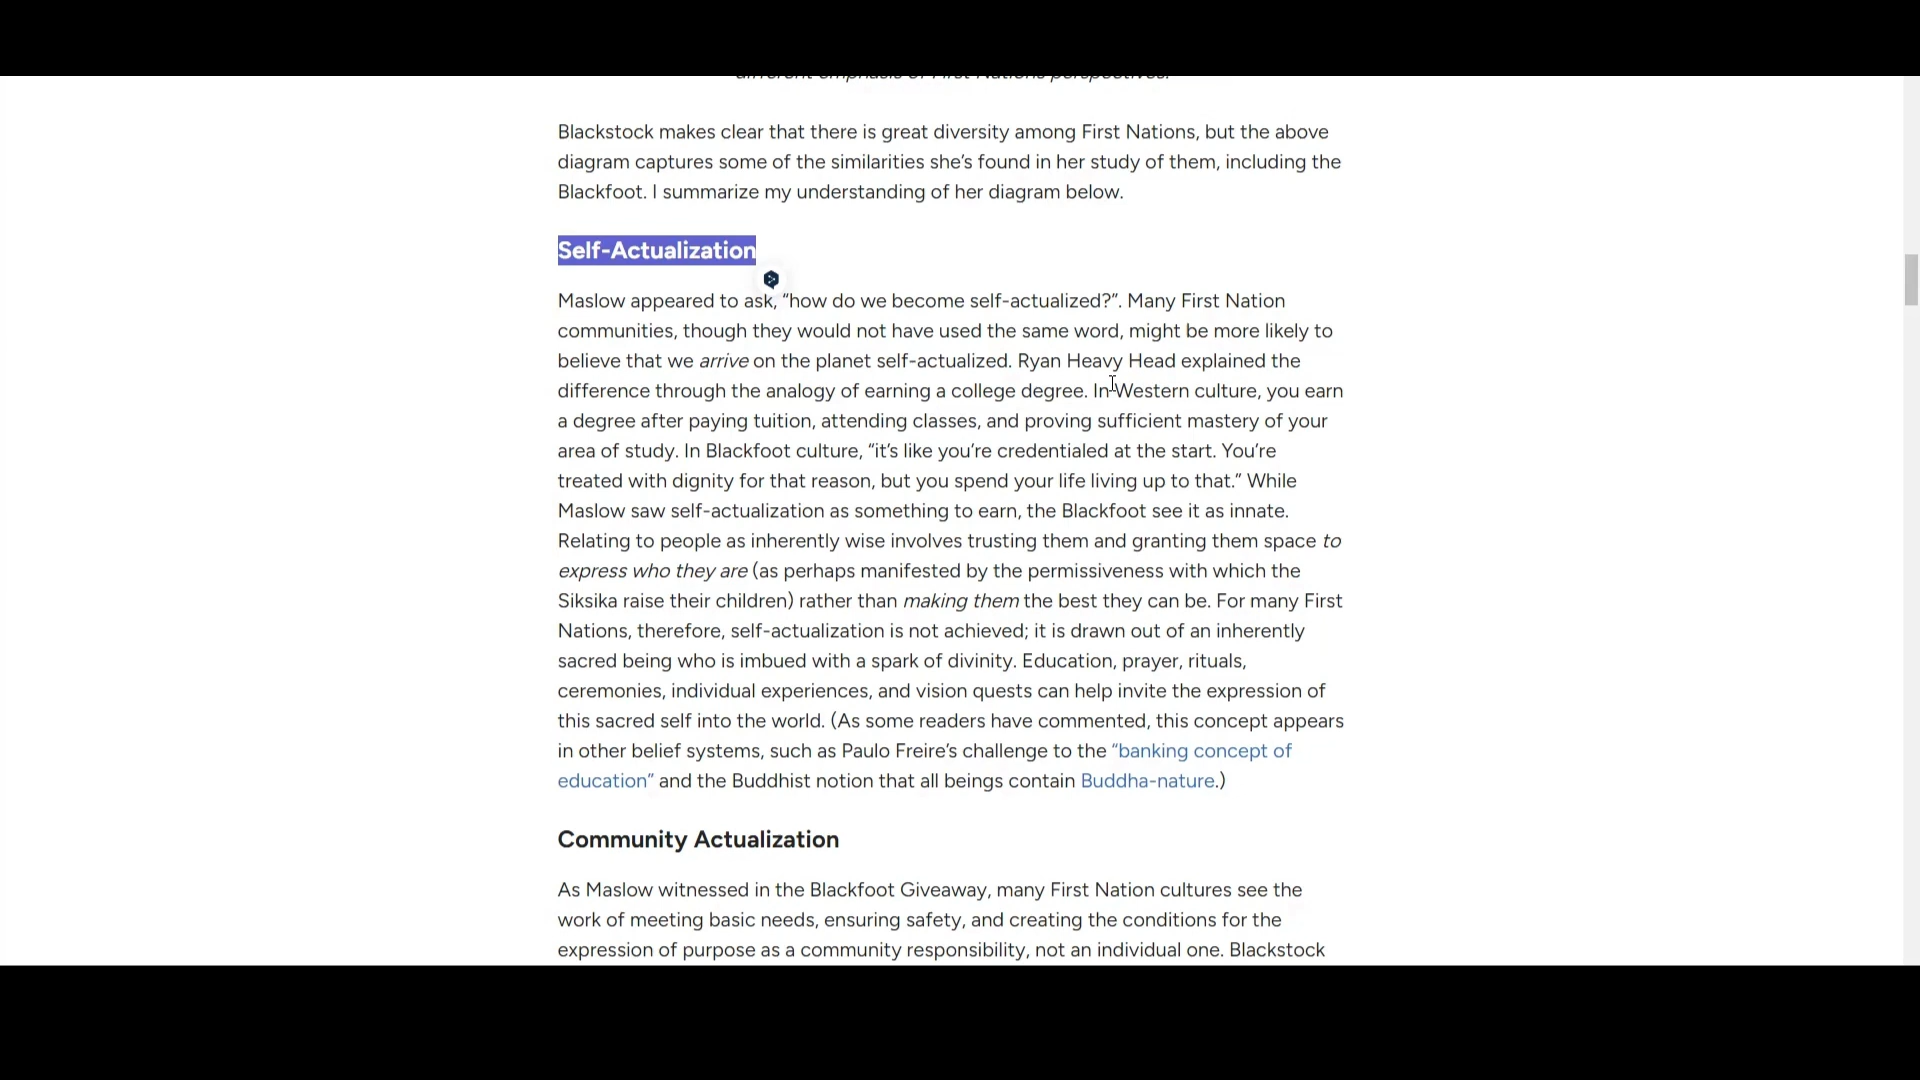 different emphasis of First Nations perspectives.
Blackstock makes clear that there is great diversity among First Nations, but the above
diagram captures some of the similarities she’s found in her study of them, including the
Blackfoot. I summarize my understanding of her diagram below.
Self-Actualization
Maslow appeared to ask, “how do we become self-actualized?”. Many First Nation
communities, though they would not have used the same word, might be more likely to
believe that we arrive on the planet self-actualized. Ryan Heavy Head explained the
difference through the analogy of earning a college degree. In Western culture, you earn
a degree after paying tuition, attending classes, and proving sufficient mastery of your
area of study. In Blackfoot culture, “it’s like you’re credentialed at the start. You’re
treated with dignity for that reason, but you spend your life living up to that.” While
Maslow saw self-actualization as something to earn, the Blackfoot see it as innate.
Relating to people as inherently wise involves trusting them and granting them space to
express who they are (as perhaps manifested by the permissiveness with which the
Siksika raise their children) rather than making them the best they can be. For many First
Nations, therefore, self-actualization is not achieved; it is drawn out of an inherently
sacred being who is imbued with a spark of divinity. Education, prayer, rituals,
ceremonies, individual experiences, and vision quests can help invite the expression of
this sacred self into the world. (As some readers have commented, this concept appears
in other belief systems, such as Paulo Freire’s challenge to the “banking concept of
education” and the Buddhist notion that all beings contain Buddha-nature.)
Community Actualization
As Maslow witnessed in the Blackfoot Giveaway, many First Nation cultures see the
work of meeting basic needs, ensuring safety, and creating the conditions for the
expression of purpose as a community responsibility, not an individual one. Blackstock